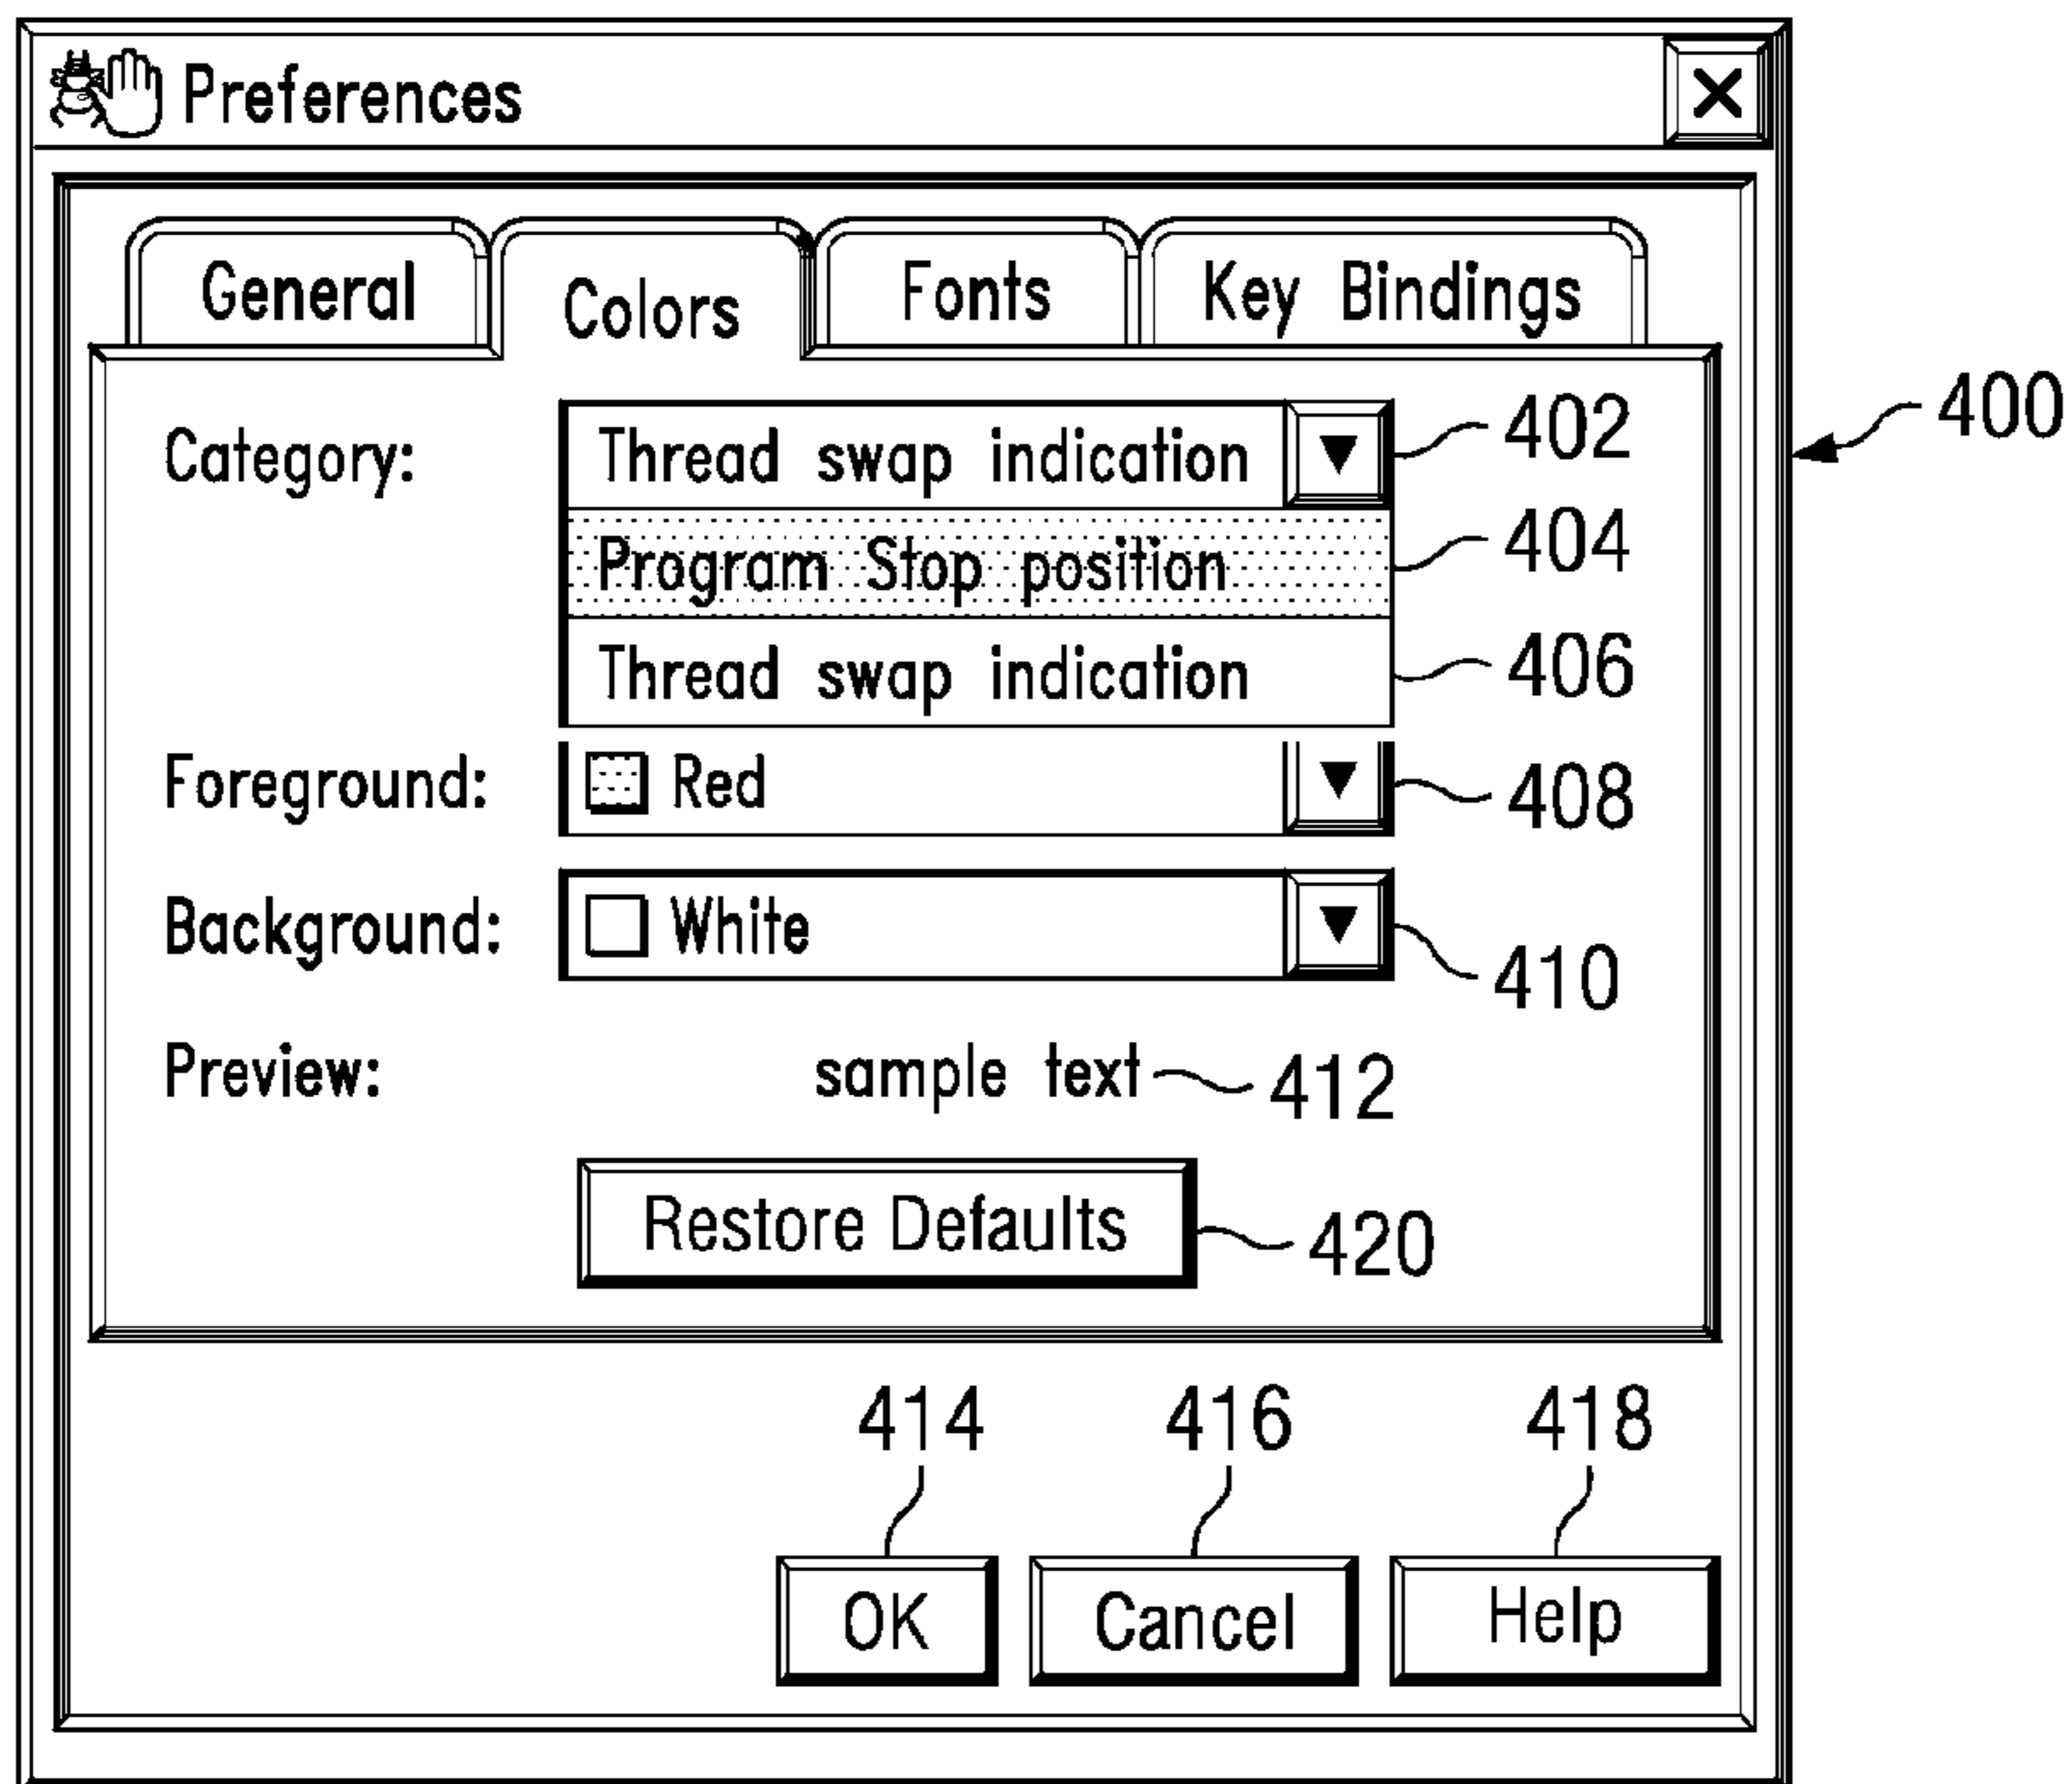 Preferences
General Colors Fonts Key Bindings
400
Category: Thread swap indication 402
Program Stop position 404
Thread swap indication 406
Foreground: Red 408
Background: White 410
Preview: sample text 412
Restore Defaults 420
414 416 418
OK Cancel Help